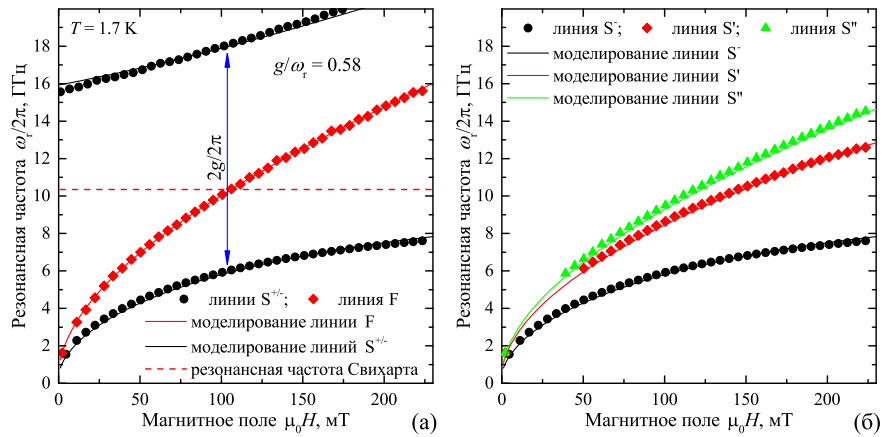 T = 1.7 K
g/ω_r = 0.58
2g/2π
Резонансная частота ω_r/2π, ГГц
18
16
14
12
10
8
6
4
2
0
линии S⁺/⁻; линия F
моделирование линии F
моделирование линий S⁺/⁻
резонансная частота Свихарта
0 50 100 150 200
Магнитное поле μ₀H, мТ
(а)
линия S⁻; линия S'; линия S"
моделирование линии S⁻
моделирование линии S'
моделирование линии S"
Резонансная частота ω_r/2π, ГГц
18
16
14
12
10
8
6
4
2
0
0 50 100 150 200
Магнитное поле μ₀H, мТ
(б)